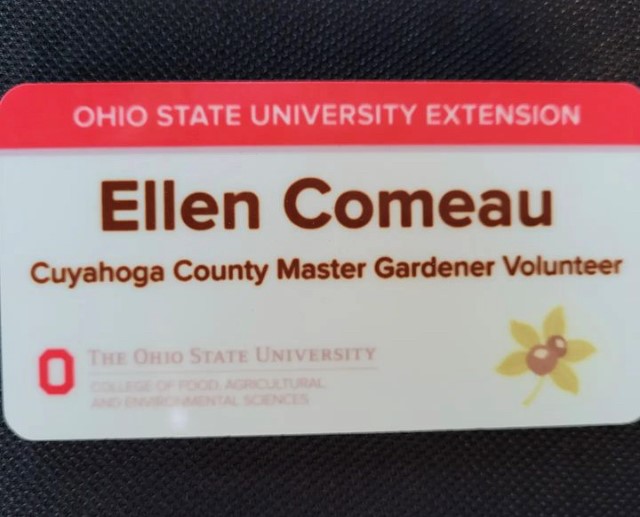 OHIO STATE UNIVERSITY EXTENSION
Ellen Comeau
Cuyahoga County Master Gardener Volunteer
THE OHIO STATE UNIVERSITY
COLLEGE OF FOOD, AGRICULTURAL,
AND ENVIRONMENTAL SCIENCES